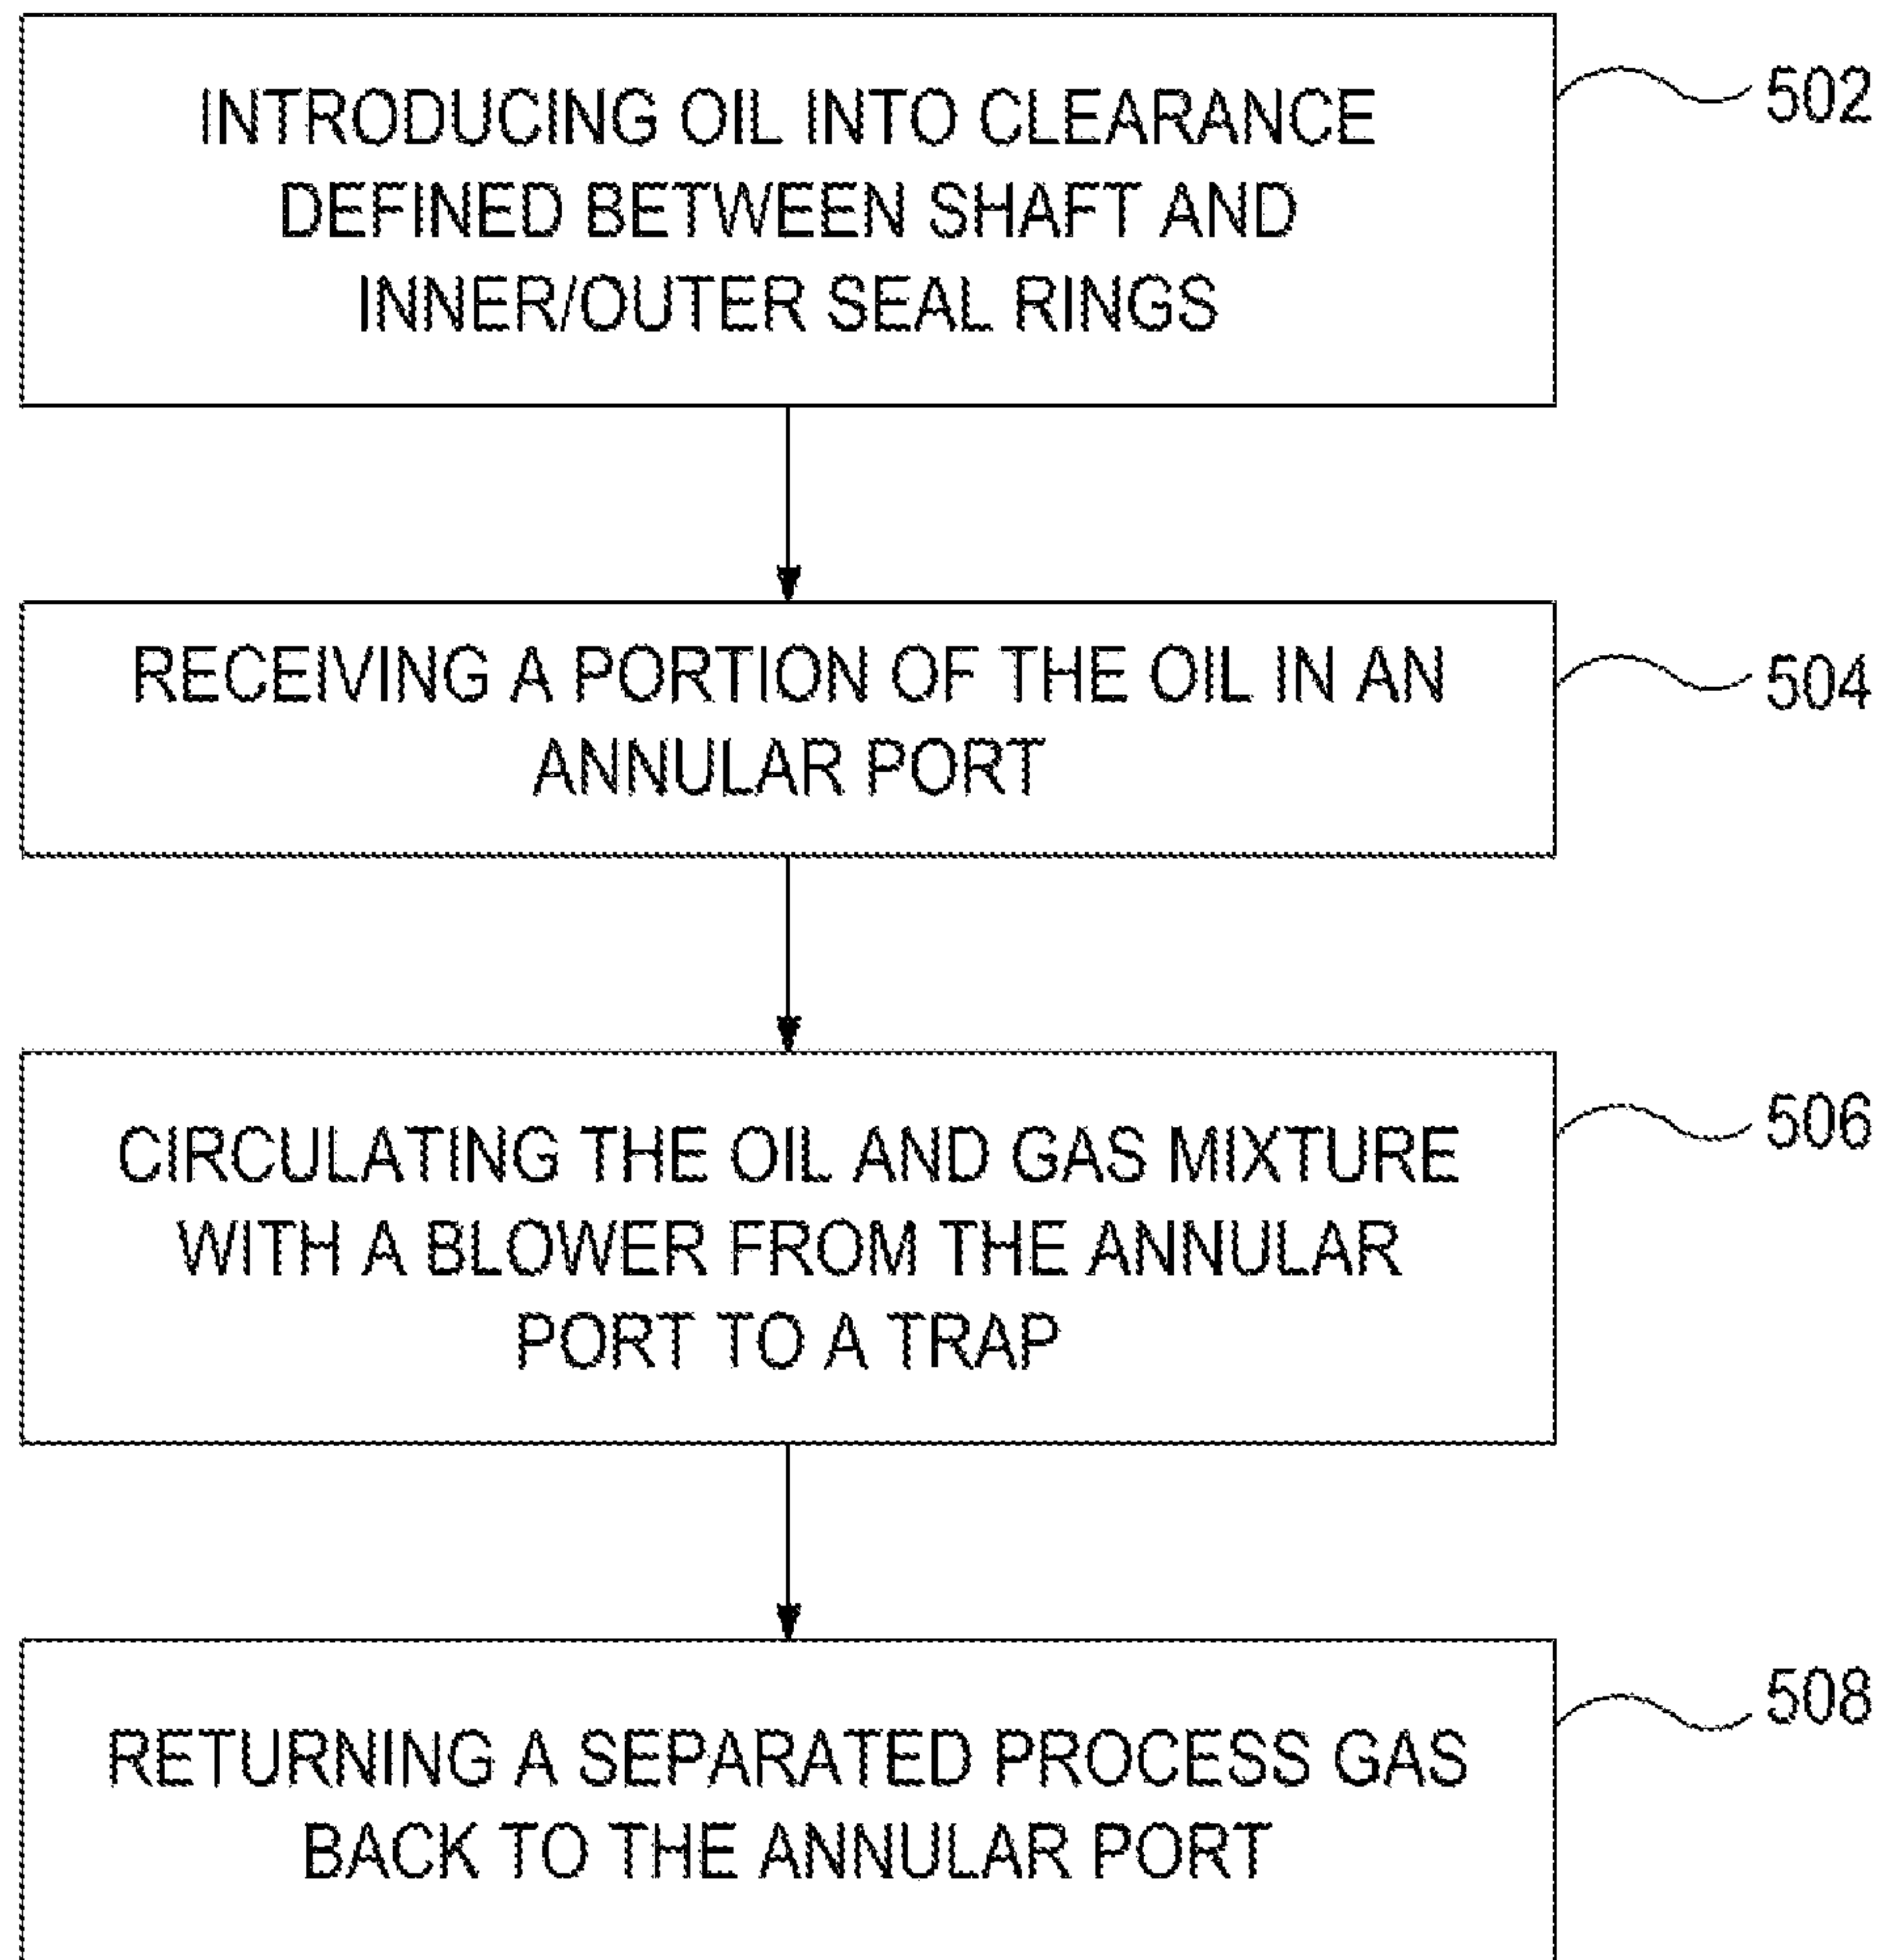 INTRODUCING OIL INTO CLEARANCE
DEFINED BETWEEN SHAFT AND
INNER/OUTER SEAL RINGS
502
RECEIVING A PORTION OF THE OIL IN AN
ANNULAR PORT
504
CIRCULATING THE OIL AND GAS MIXTURE
WITH A BLOWER FROM THE ANNULAR
PORT TO A TRAP
506
RETURNING A SEPARATED PROCESS GAS
BACK TO THE ANNULAR PORT
508